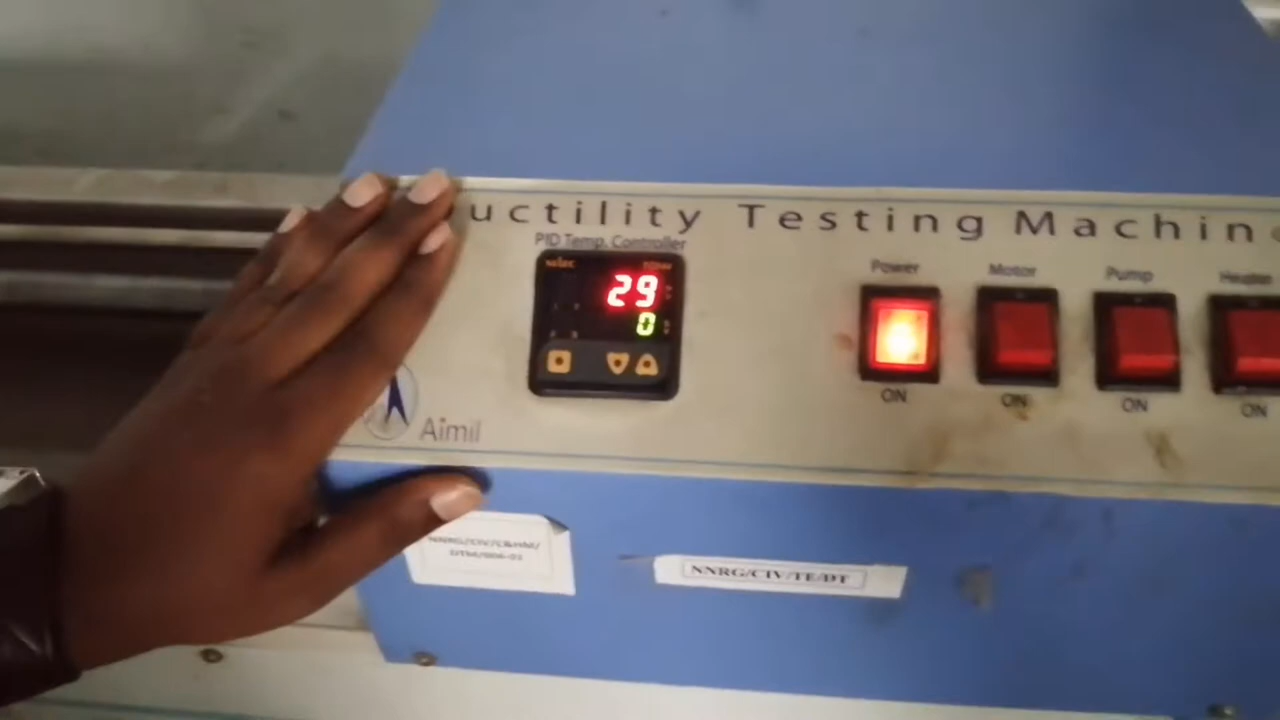 uctility Testing Machin
PID Temp. Controller
selec
29
0
Power
Motor
Pump
Heater
ON
ON
ON
ON
Aimil
NNRG/CIV/TE/DT